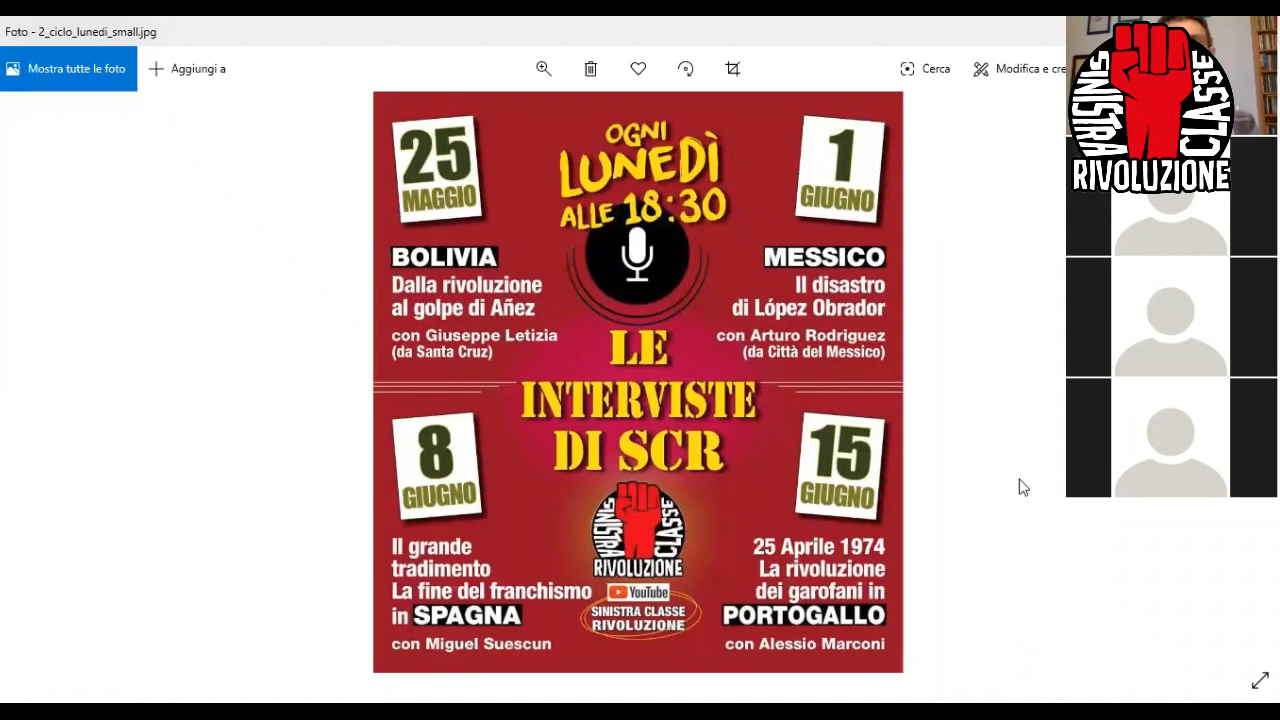 Foto - 2_ciclo_lunedi_small.jpg
Mostra tutte le foto
Aggiungi a
Cerca
Modifica e cre
SINISTRA
CLASSE
RIVOLUZIONE
25
MAGGIO
OGNI
LUNEDÌ
ALLE 18:30
1
GIUGNO
BOLIVIA
Dalla rivoluzione
al golpe di Añez
con Giuseppe Letizia
(da Santa Cruz)
MESSICO
Il disastro
di López Obrador
con Arturo Rodriguez
(da Città del Messico)
LE
INTERVISTE
DI SCR
8
GIUGNO
15
GIUGNO
SINISTRA
CLASSE
RIVOLUZIONE
Il grande
tradimento
La fine del franchismo
in SPAGNA
con Miguel Suescun
YouTube
SINISTRA CLASSE
RIVOLUZIONE
25 Aprile 1974
La rivoluzione
dei garofani in
PORTOGALLO
con Alessio Marconi